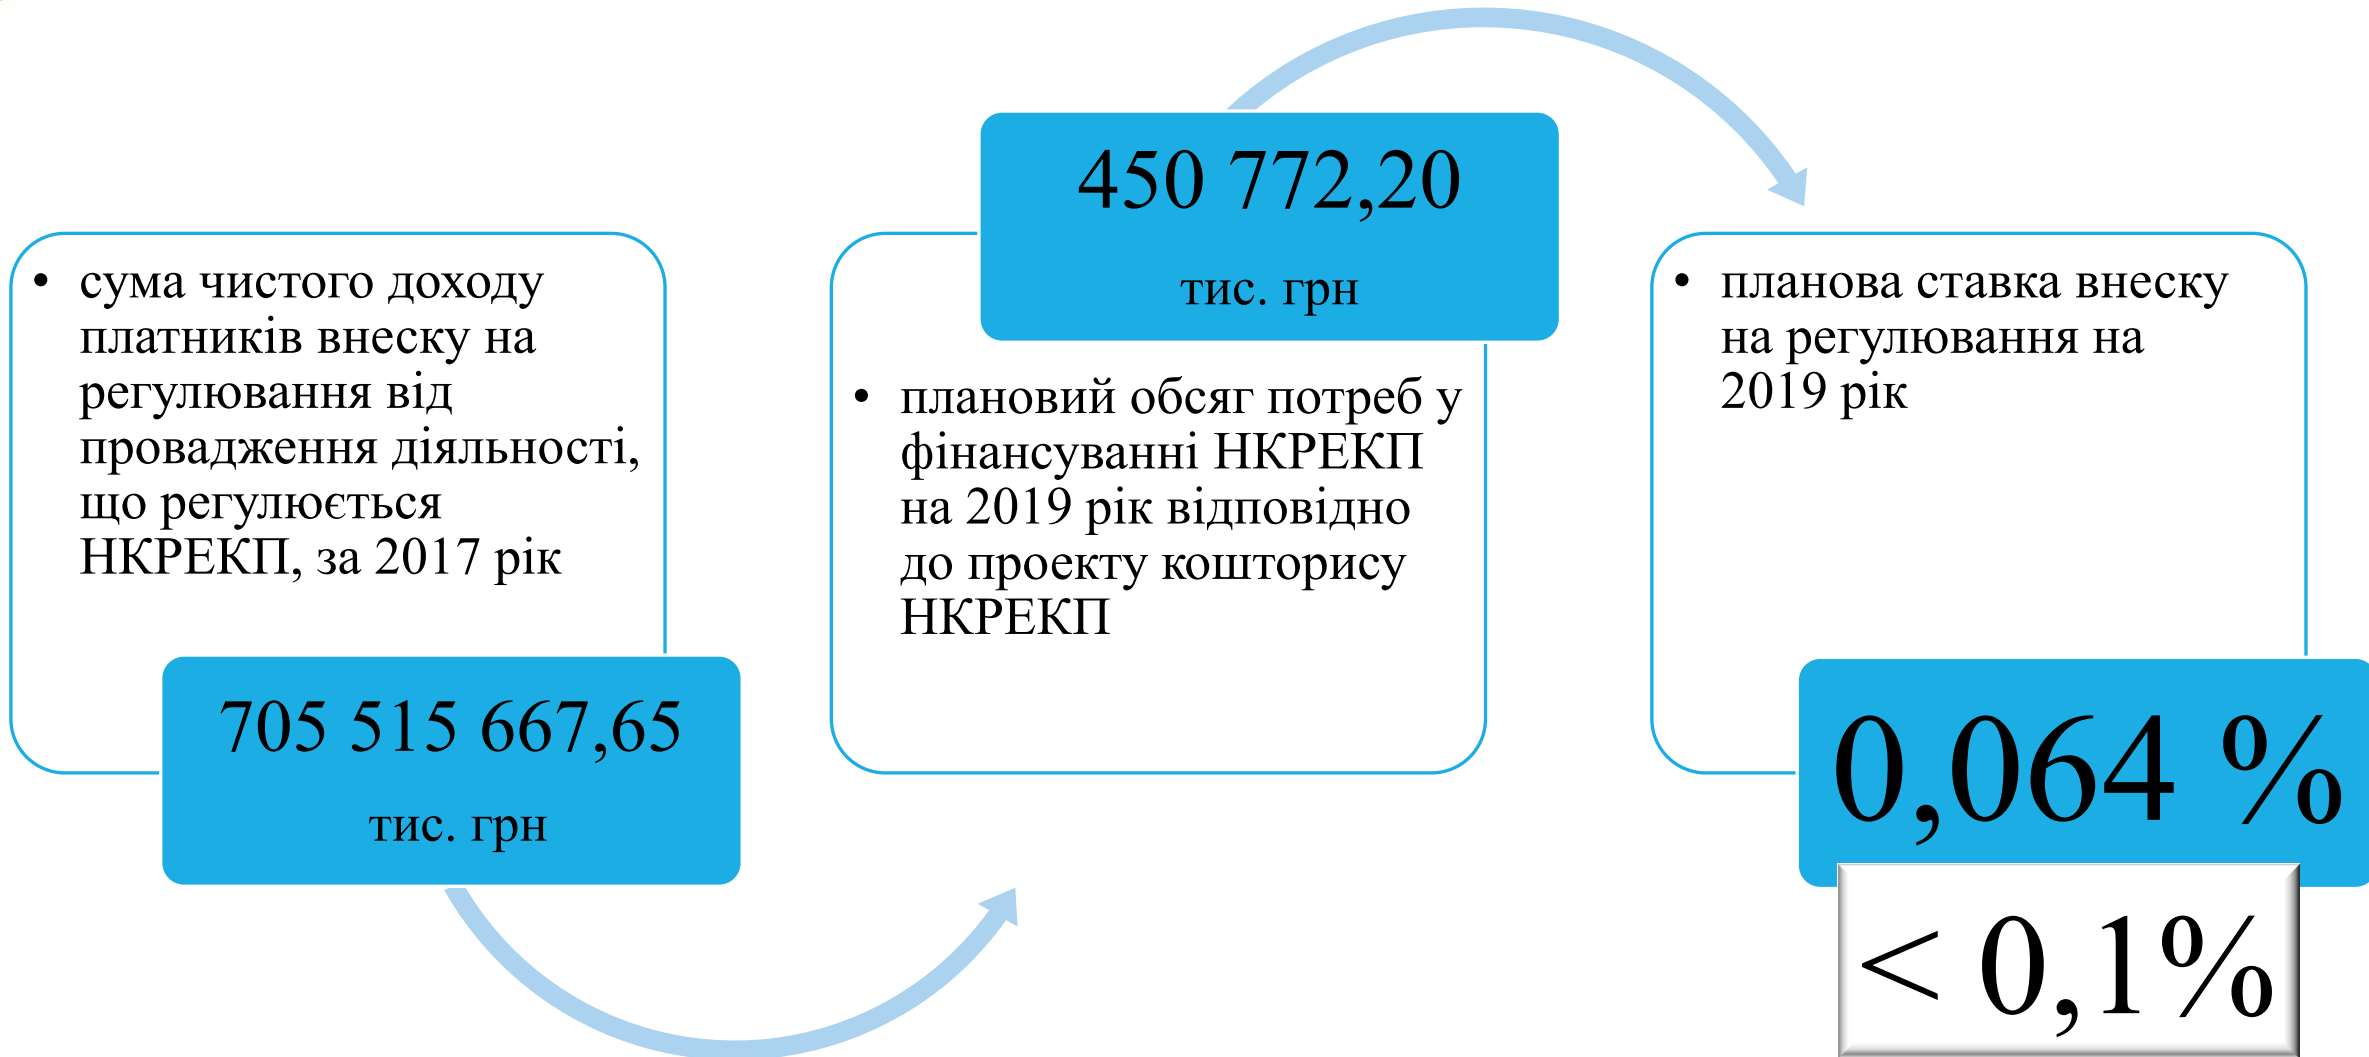 • сума чистого доходу
платників внеску на
регулювання від
провадження діяльності,
що регулюється
НКРЕКП, за 2017 рік
705 515 667,65
тис. грн
450 772,20
тис. грн
• плановий обсяг потреб у
фінансуванні НКРЕКП
на 2019 рік відповідно
до проекту кошторису
НКРЕКП
• планова ставка внеску
на регулювання на
2019 рік
0,064 %
< 0,1%